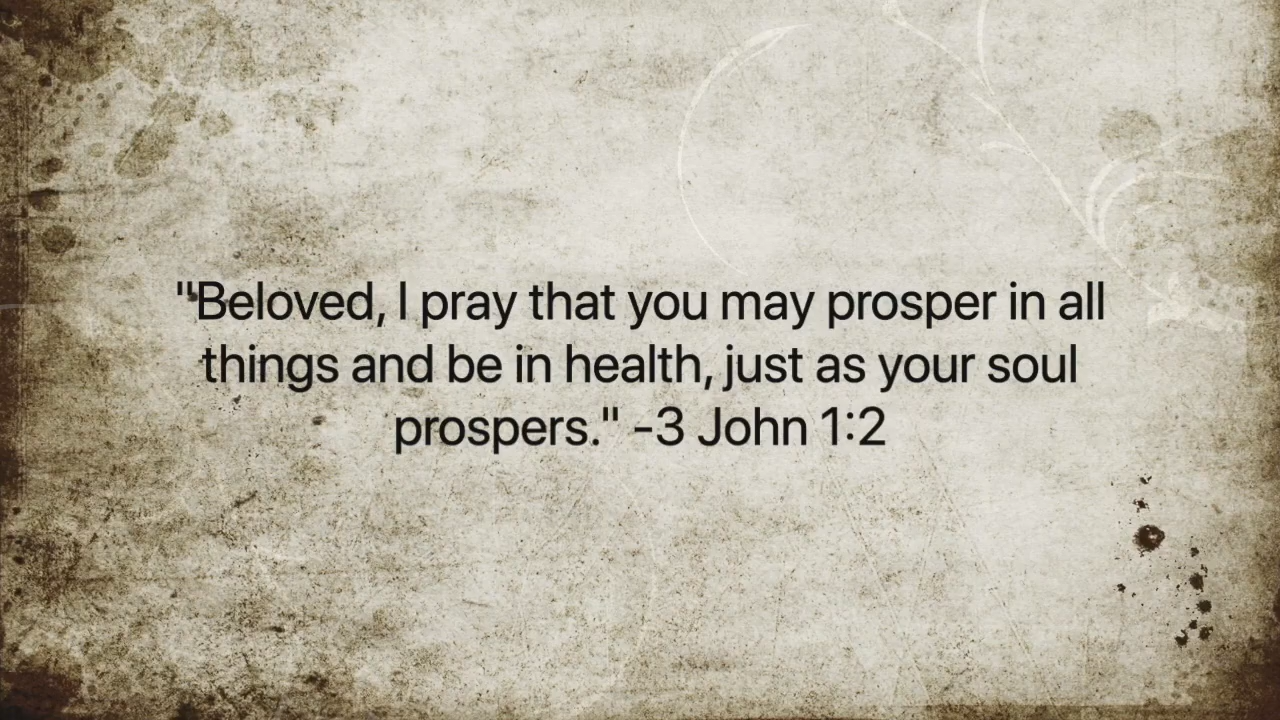 "Beloved, I pray that you may prosper in all
things and be in health, just as your soul
prospers." -3 John 1:2